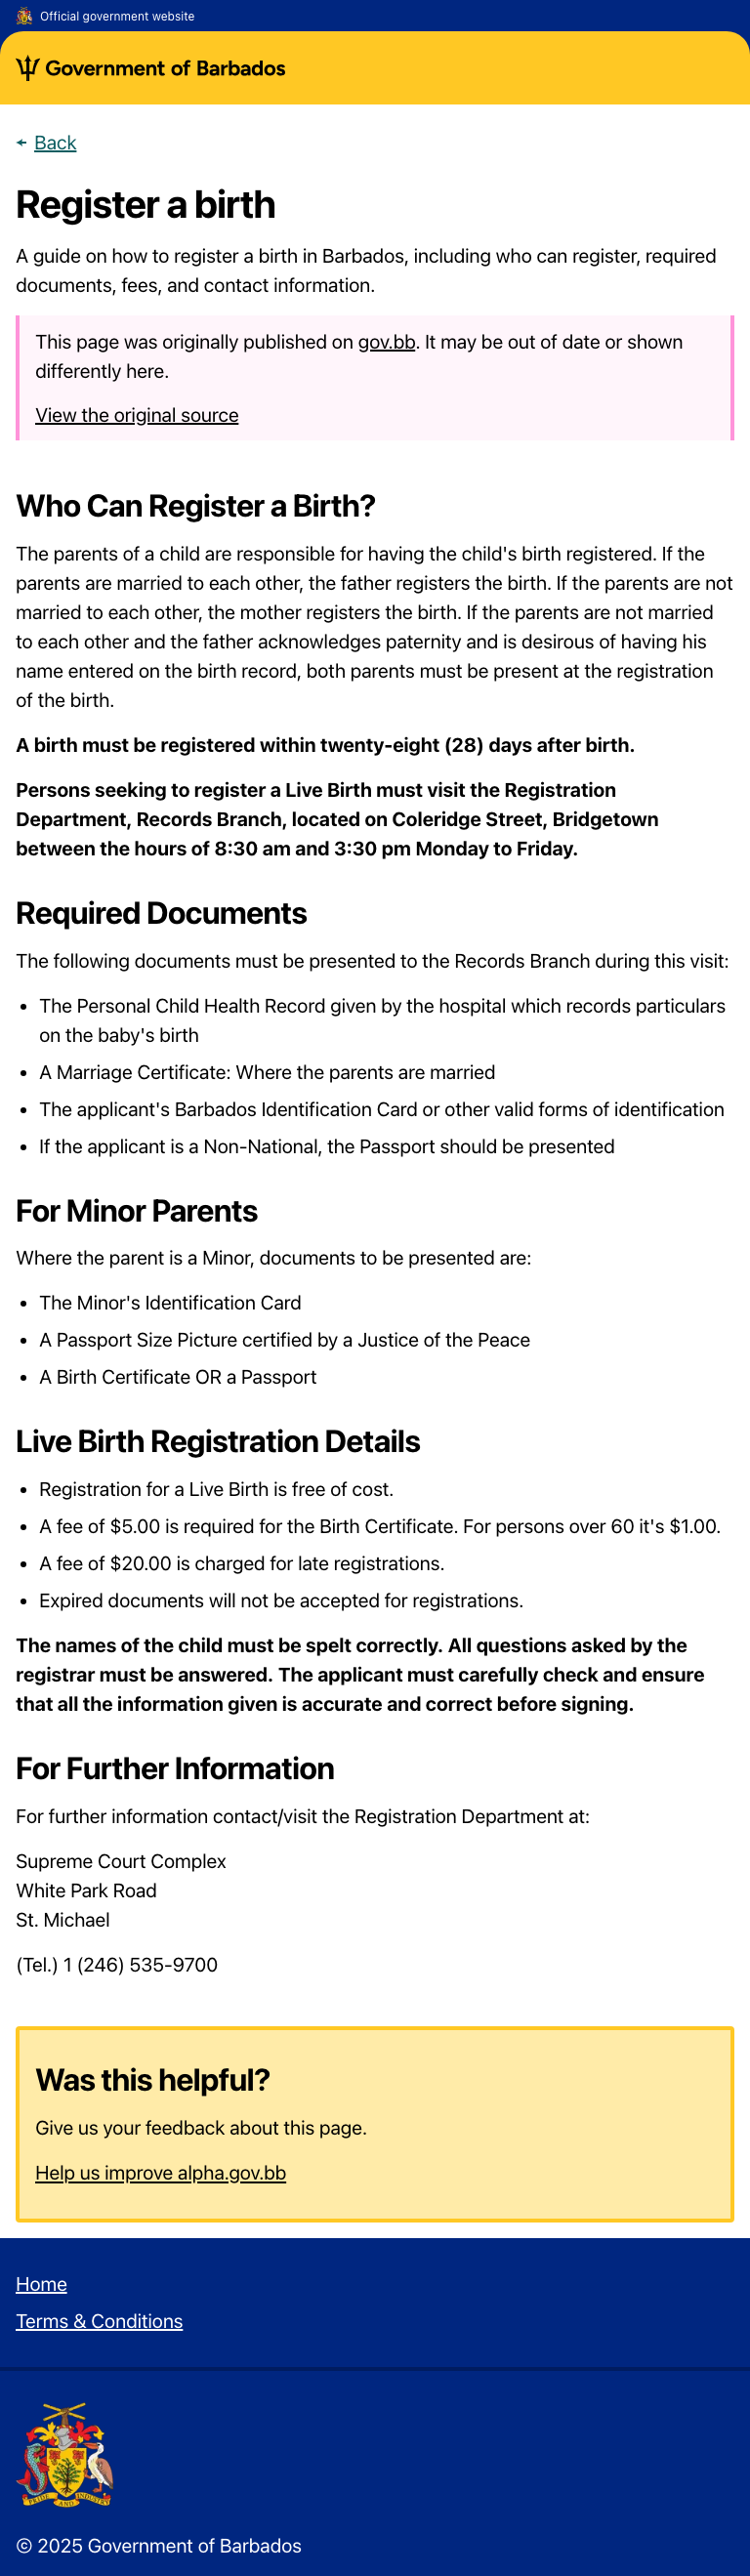 Official government website
Government of Barbados
Back
Register a birth
A guide on how to register a birth in Barbados, including who can register, required
documents, fees, and contact information.
This page was originally published on gov.bb. It may be out of date or shown
differently here.
View the original source
Who Can Register a Birth?
The parents of a child are responsible for having the child's birth registered. If the
parents are married to each other, the father registers the birth. If the parents are not
married to each other, the mother registers the birth. If the parents are not married
to each other and the father acknowledges paternity and is desirous of having his
name entered on the birth record, both parents must be present at the registration
of the birth.
A birth must be registered within twenty-eight (28) days after birth.
Persons seeking to register a Live Birth must visit the Registration
Department, Records Branch, located on Coleridge Street, Bridgetown
between the hours of 8:30 am and 3:30 pm Monday to Friday.
Required Documents
The following documents must be presented to the Records Branch during this visit:
• The Personal Child Health Record given by the hospital which records particulars
on the baby's birth
• A Marriage Certificate: Where the parents are married
• The applicant's Barbados Identification Card or other valid forms of identification
• If the applicant is a Non-National, the Passport should be presented
For Minor Parents
Where the parent is a Minor, documents to be presented are:
• The Minor's Identification Card
• A Passport Size Picture certified by a Justice of the Peace
• A Birth Certificate OR a Passport
Live Birth Registration Details
• Registration for a Live Birth is free of cost.
• A fee of $5.00 is required for the Birth Certificate. For persons over 60 it's $1.00.
• A fee of $20.00 is charged for late registrations.
• Expired documents will not be accepted for registrations.
The names of the child must be spelt correctly. All questions asked by the
registrar must be answered. The applicant must carefully check and ensure
that all the information given is accurate and correct before signing.
For Further Information
For further information contact/visit the Registration Department at:
Supreme Court Complex
White Park Road
St. Michael
(Tel.) 1 (246) 535-9700
Was this helpful?
Give us your feedback about this page.
Help us improve alpha.gov.bb
Home
Terms & Conditions
PRIDE AND INDUSTRY
© 2025 Government of Barbados